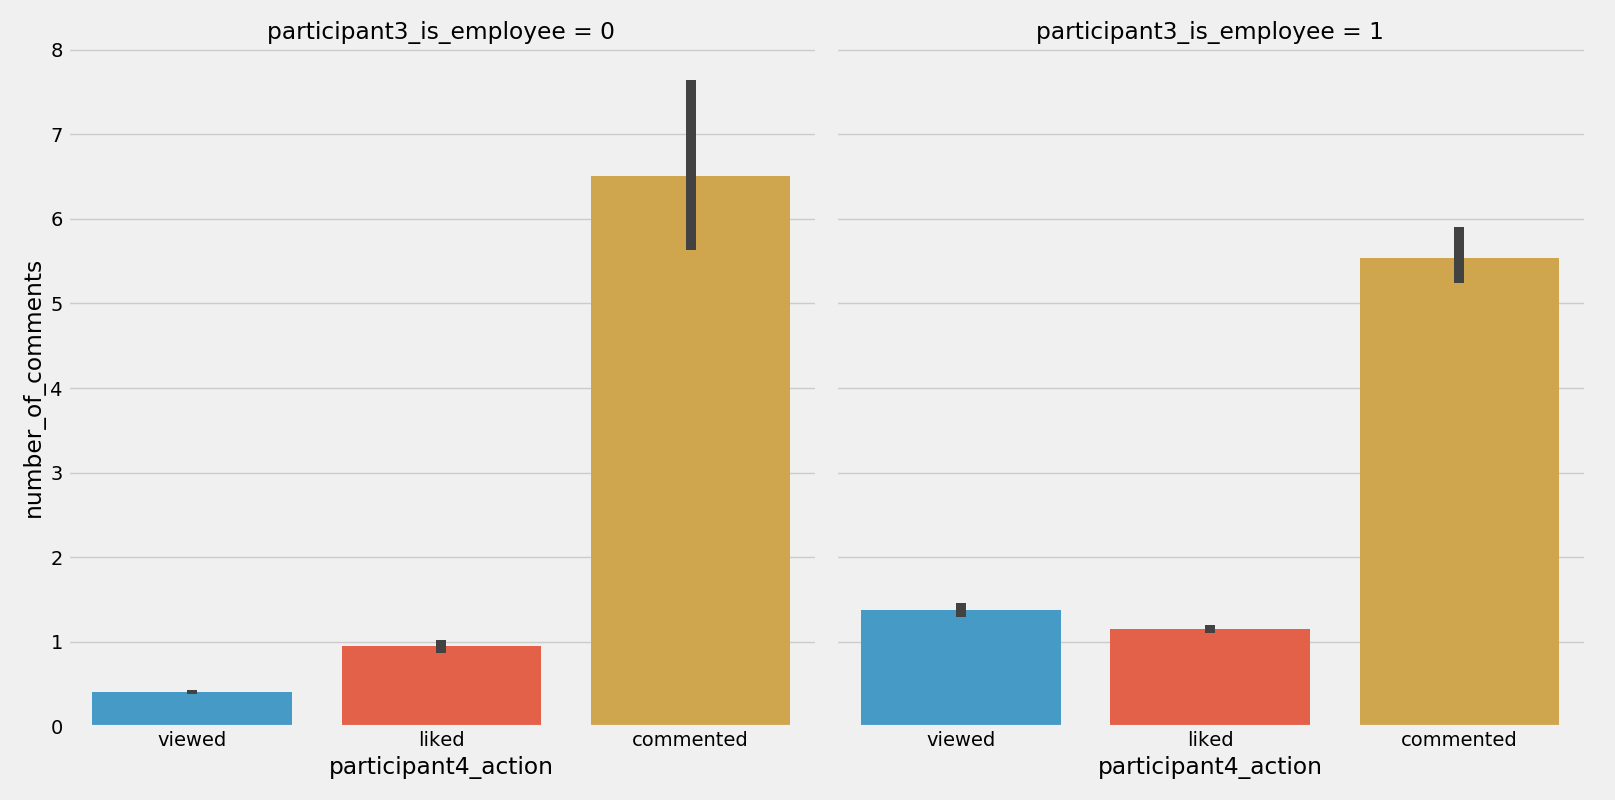 participant3_is_employee = 0
participant3_is_employee = 1
8
7
6
5
4
3
2
1
0
number_of_comments
viewed
liked
commented
viewed
liked
commented
participant4_action
participant4_action